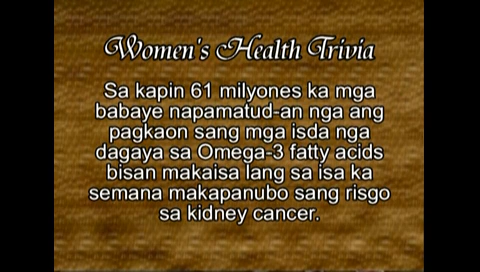 Women's Health Trivia
Sa kapin 61 milyones ka mga
babaye napamatud-an nga ang
pagkaon sang mga isda nga
dagaya sa Omega-3 fatty acids
bisan makaisa lang sa isa ka
semana makapanubo sang risgo
sa kidney cancer.